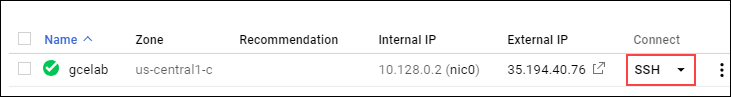 Name Zone Recommendation Internal IP External IP Connect
gcelab us-central1-c 10.128.0.2 (nic0) 35.194.40.76 SSH